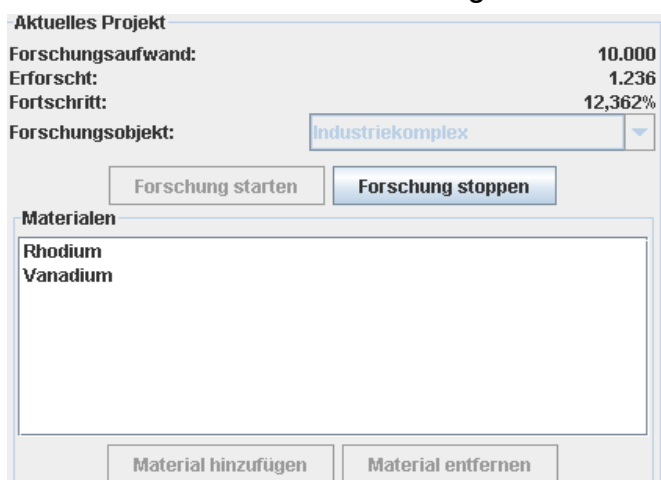 Aktuelles Projekt
Forschungsaufwand: 10.000
Erforscht: 1.236
Fortschritt: 12,362%
Forschungsobjekt: Industriekomplex
Forschung starten Forschung stoppen
Materialen
Rhodium
Vanadium
Material hinzufügen Material entfernen